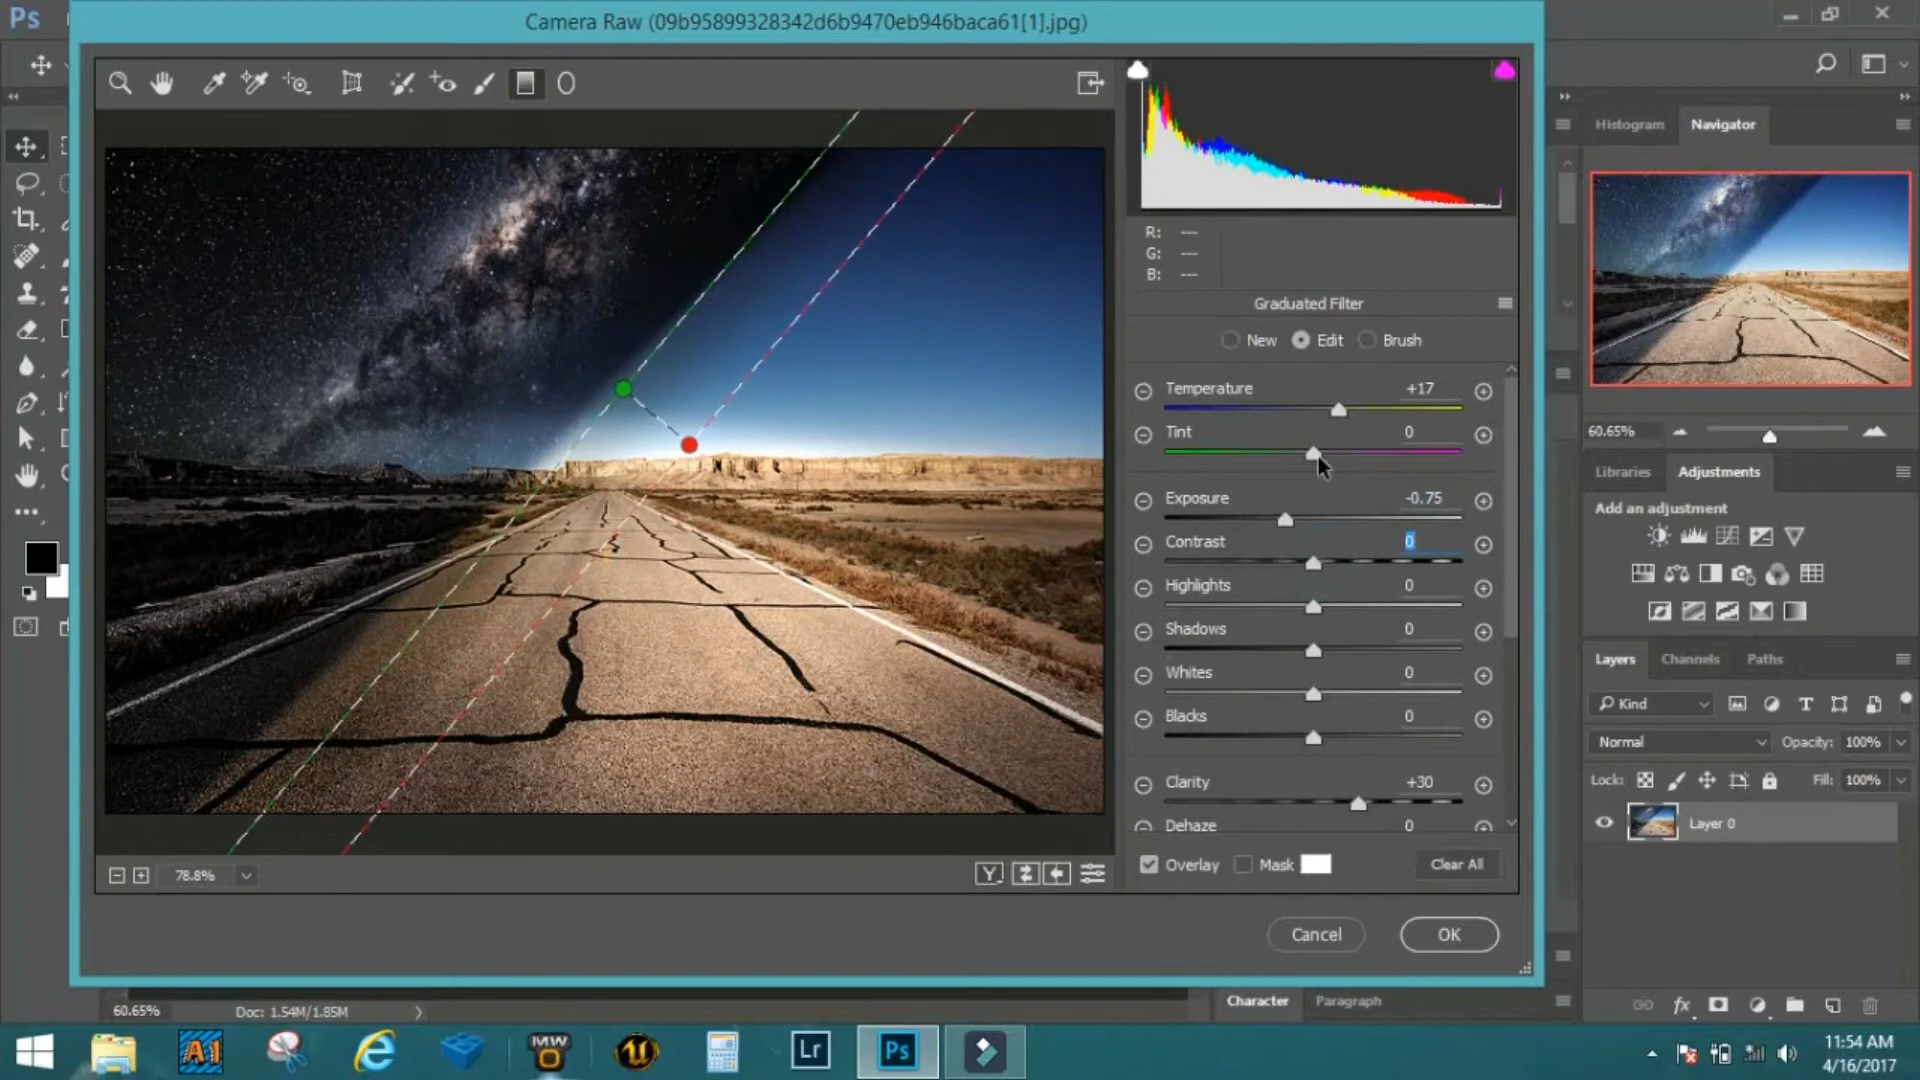 Ps
Camera Raw (09b95899328342d6b9470eb946baca61[1].jpg)
R: ---
G: ---
B: ---
Graduated Filter
New Edit Brush
Temperature +17
Tint 0
Exposure -0.75
Contrast 0
Highlights 0
Shadows 0
Whites 0
Blacks 0
Clarity +30
Dehaze 0
Overlay Mask Clear All
78.8%
Y
Cancel OK
Histogram Navigator
60.65%
Libraries Adjustments
Add an adjustment
Layers Channels Paths
Kind
Normal Opacity: 100%
Lock: Fill: 100%
Layer 0
fx
60.65% Doc: 1.54M/1.85M
Character Paragraph
A1
MW
Lr
Ps
11:54 AM
4/16/2017